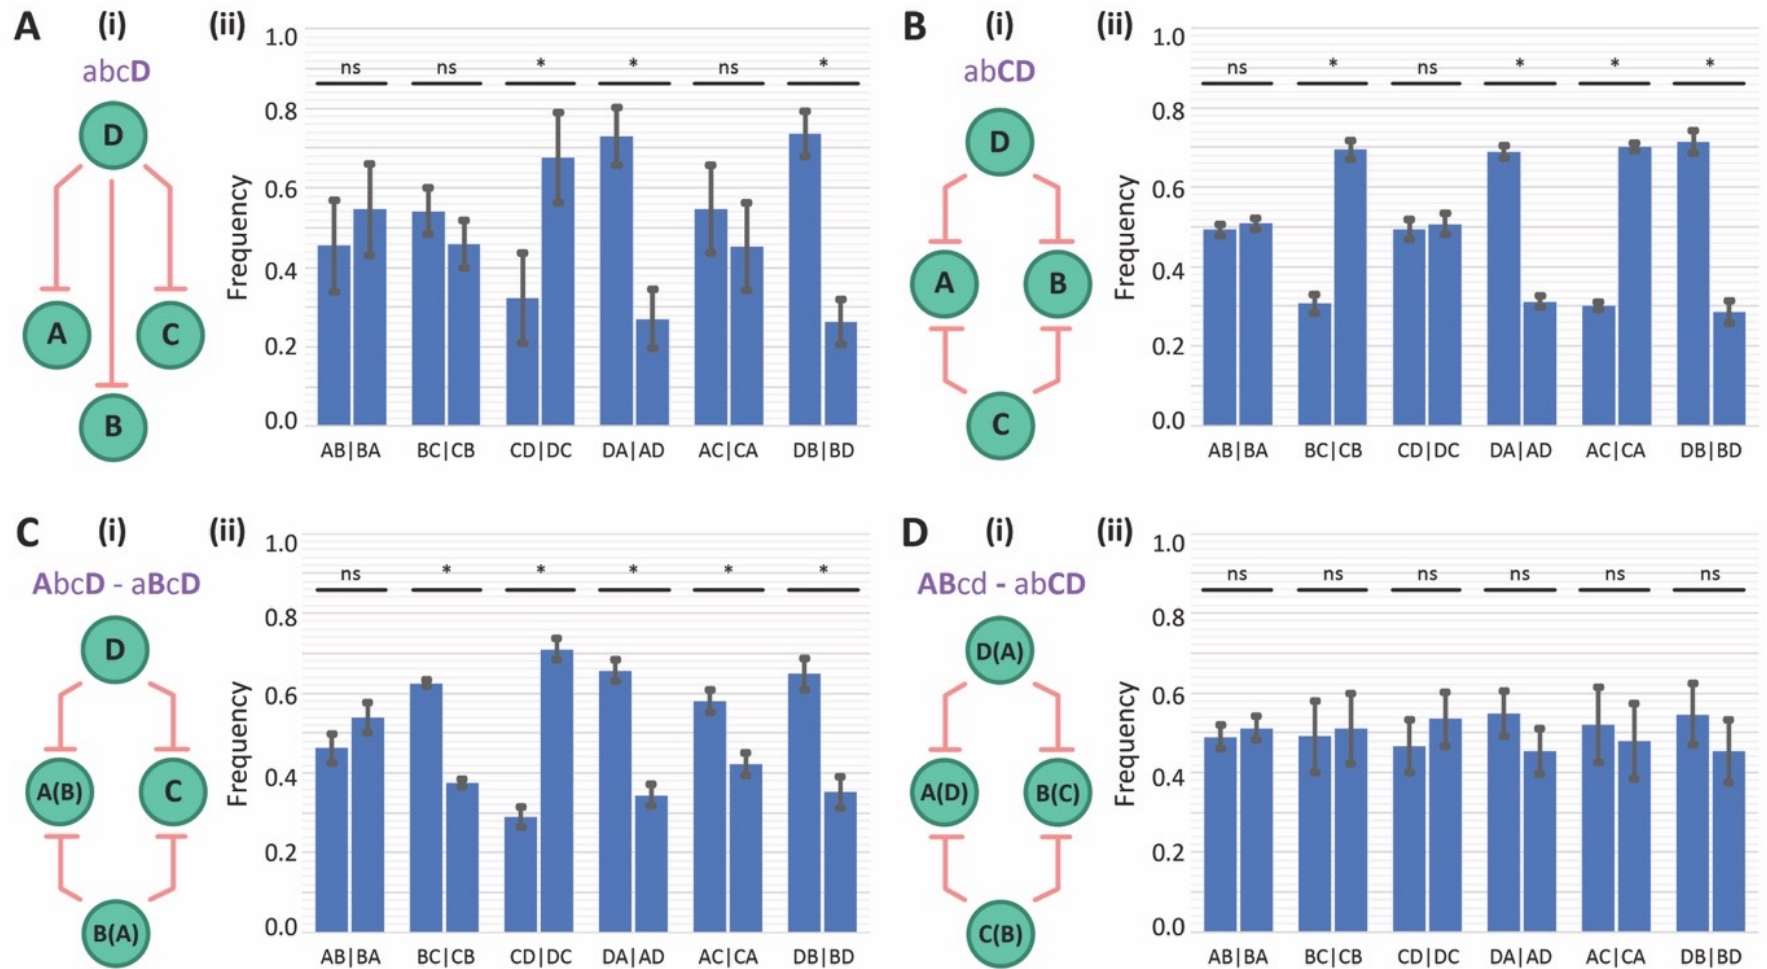 A (i) (ii)
abcD
D
A C
B
Frequency
1.0
0.8
0.6
0.4
0.2
0.0
ns ns * * ns *
AB|BA BC|CB CD|DC DA|AD AC|CA DB|BD
B (i) (ii)
abCD
D
A B
C
Frequency
1.0
0.8
0.6
0.4
0.2
0.0
ns * ns * * *
AB|BA BC|CB CD|DC DA|AD AC|CA DB|BD
C (i) (ii)
AbcD - aBcD
D
A(B) C
B(A)
Frequency
1.0
0.8
0.6
0.4
0.2
0.0
ns * * * * *
AB|BA BC|CB CD|DC DA|AD AC|CA DB|BD
D (i) (ii)
ABcd - abCD
D(A)
A(D) B(C)
C(B)
Frequency
1.0
0.8
0.6
0.4
0.2
0.0
ns ns ns ns ns ns
AB|BA BC|CB CD|DC DA|AD AC|CA DB|BD